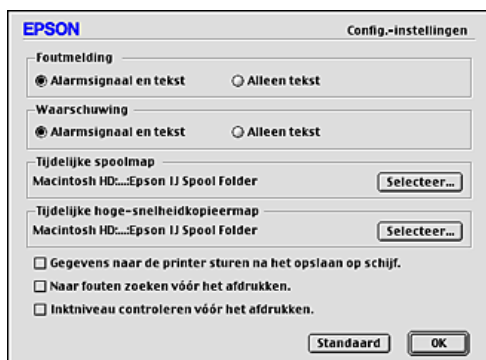 EPSON Config.-instellingen
Foutmelding
Alarmsignaal en tekst Alleen tekst
Waarschuwing
Alarmsignaal en tekst Alleen tekst
Tijdelijke spoolmap
Macintosh HD:...:Epson IJ Spool Folder Selecteer...
Tijdelijke hoge-snelheidkopieermap
Macintosh HD:...:Epson IJ Spool Folder Selecteer...
Gegevens naar de printer sturen na het opslaan op schijf.
Naar fouten zoeken vóór het afdrukken.
Inktniveau controleren vóór het afdrukken.
Standaard OK